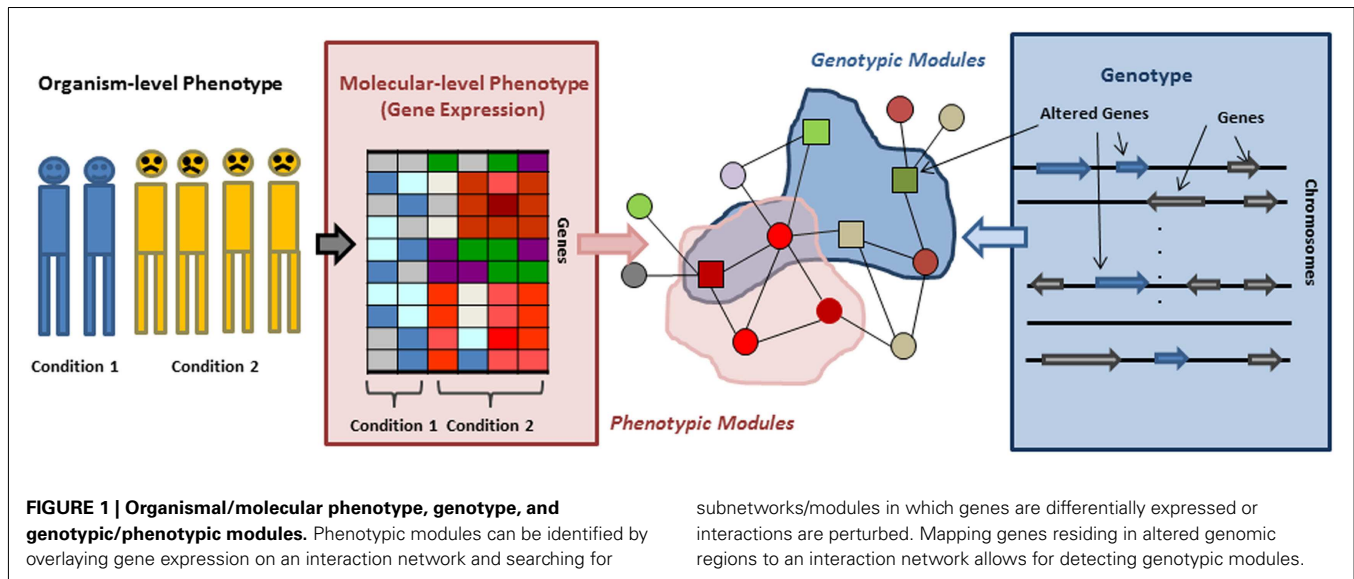 Organism-level Phenotype
Condition 1
Condition 2
Molecular-level Phenotype
(Gene Expression)
Genes
Condition 1
Condition 2
Genotypic Modules
Phenotypic Modules
Genotype
Altered Genes
Genes
Chromosomes
FIGURE 1 | Organismal/molecular phenotype, genotype, and
genotypic/phenotypic modules. Phenotypic modules can be identified by
overlaying gene expression on an interaction network and searching for
subnetworks/modules in which genes are differentially expressed or
interactions are perturbed. Mapping genes residing in altered genomic
regions to an interaction network allows for detecting genotypic modules.